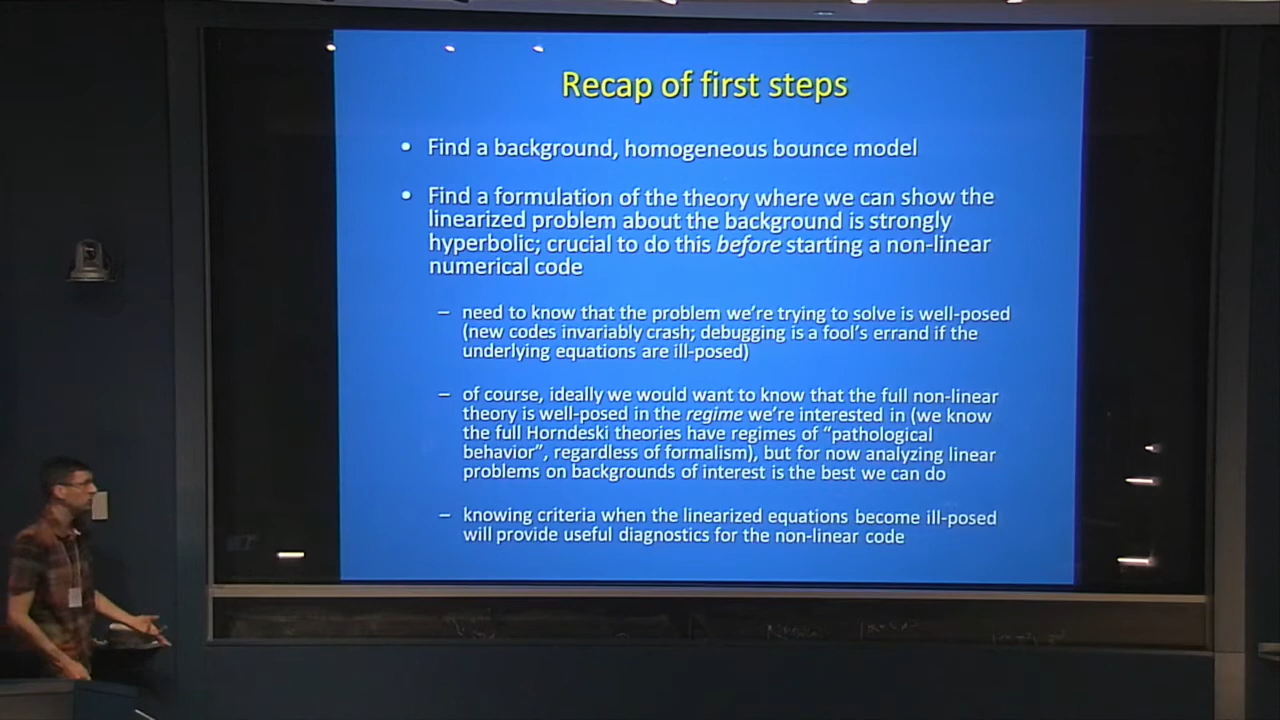 Recap of first steps
• Find a background, homogeneous bounce model
• Find a formulation of the theory where we can show the
linearized problem about the background is strongly
hyperbolic; crucial to do this before starting a non-linear
numerical code
– need to know that the problem we're trying to solve is well-posed
(new codes invariably crash; debugging is a fool's errand if the
underlying equations are ill-posed)
– of course, ideally we would want to know that the full non-linear
theory is well-posed in the regime we're interested in (we know
the full Horndeski theories have regimes of "pathological
behavior", regardless of formalism), but for now analyzing linear
problems on backgrounds of interest is the best we can do
– knowing criteria when the linearized equations become ill-posed
will provide useful diagnostics for the non-linear code